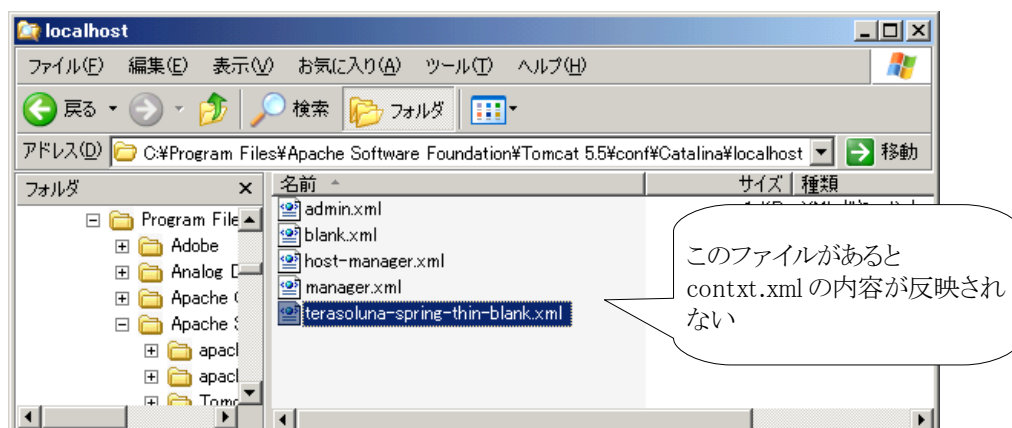 localhost
ファイル(F) 編集(E) 表示(V) お気に入り(A) ツール(T) ヘルプ(H)
戻る 検索 フォルダ
アドレス(D) C:¥Program Files¥Apache Software Foundation¥Tomcat 5.5¥conf¥Catalina¥localhost 移動
フォルダ x 名前 サイズ 種類
Program File
Adobe
Analog
Apache
Apache
apacl
apacl
admin.xml
blank.xml
host-manager.xml
manager.xml
terasoluna-spring-thin-blank.xml
このファイルがあると
contxt.xml の内容が反映され
ない